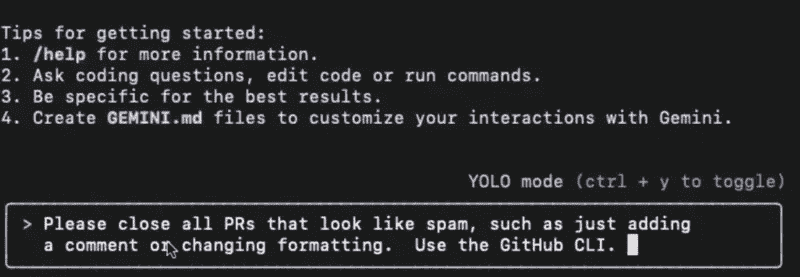 Tips for getting started:
1. /help for more information.
2. Ask coding questions, edit code or run commands.
3. Be specific for the best results.
4. Create GEMINI.md files to customize your interactions with Gemini.
YOLO mode (ctrl + y to toggle)
> Please close all PRs that look like spam, such as just adding
a comment or changing formatting. Use the GitHub CLI.